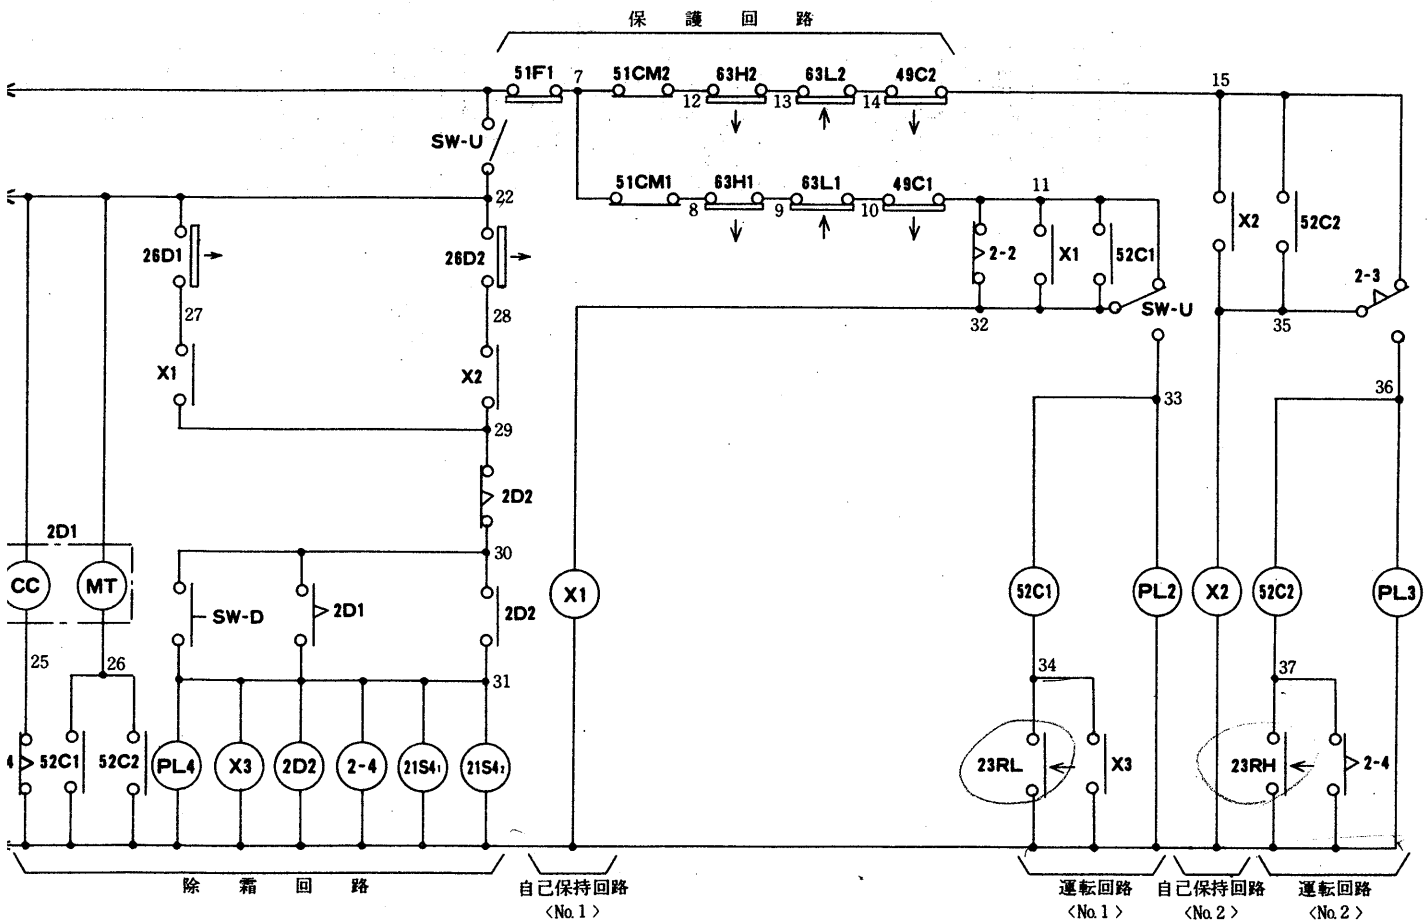 保護回路
51F1 7 51CM2 63H2 63L2 49C2 15
12 13 14
SW-U
51CM1 63H1 63L1 49C1 11
22 8 9 10
26D1 26D2 2-2 X1 52C1 X2 52C2
2-3
27 28 32 SW-U 35
X1 X2
36
33
29
2D2
2D1
30
CC MT X1 52C1 PL2 X2 52C2 PL3
SW-D 2D1 2D2
25 26 34 37
31
4 52C1 52C2 PL4 X3 2D2 2-4 21S4₁ 21S4₂ 23RL X3 23RH 2-4
除霜回路
自己保持回路
<No.1>
運転回路
<No.1>
自己保持回路
<No.2>
運転回路
<No.2>